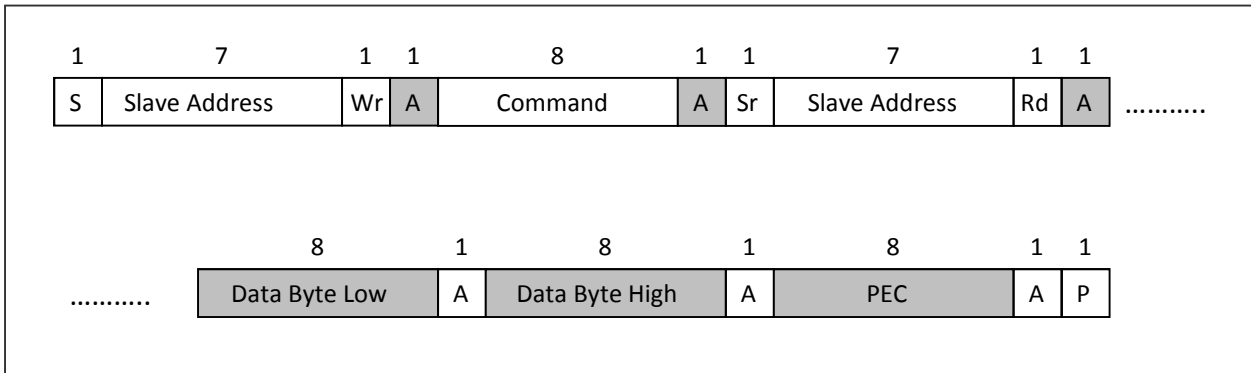 1 7 1 1 8 1 1 7 1 1
S Slave Address Wr A Command A Sr Slave Address Rd A ...........
8 1 8 1 8 1 1
........... Data Byte Low A Data Byte High A PEC A P